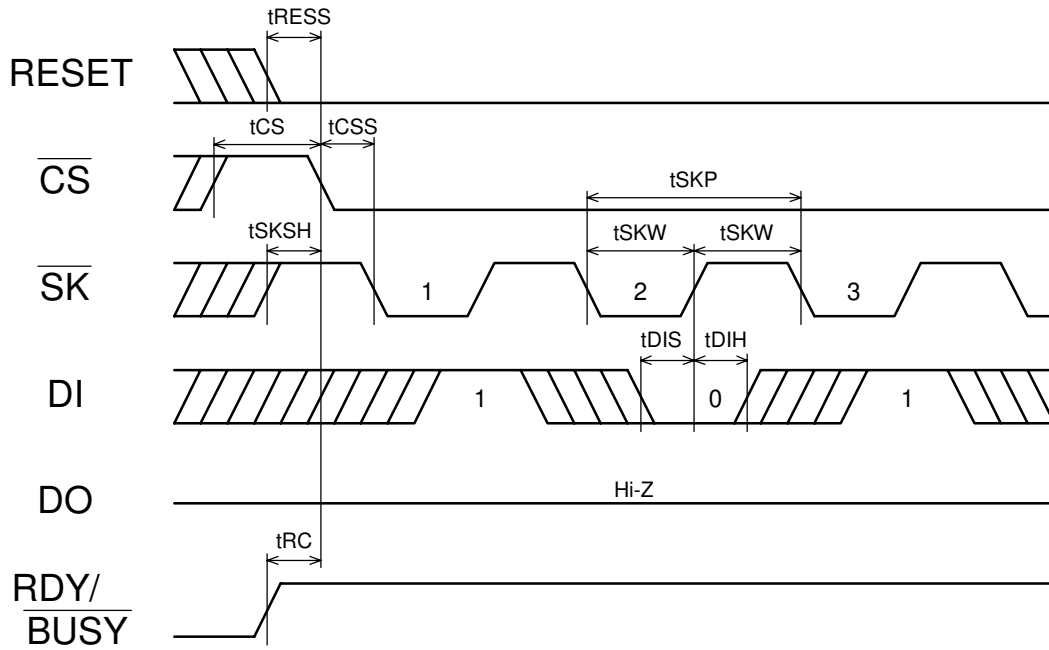 tRESS
RESET
tCS tCSS
CS
tSKP
tSKSH tSKW tSKW
SK 1 2 3
tDIS tDIH
DI 1 0 1
Hi-Z
DO
tRC
RDY/
BUSY